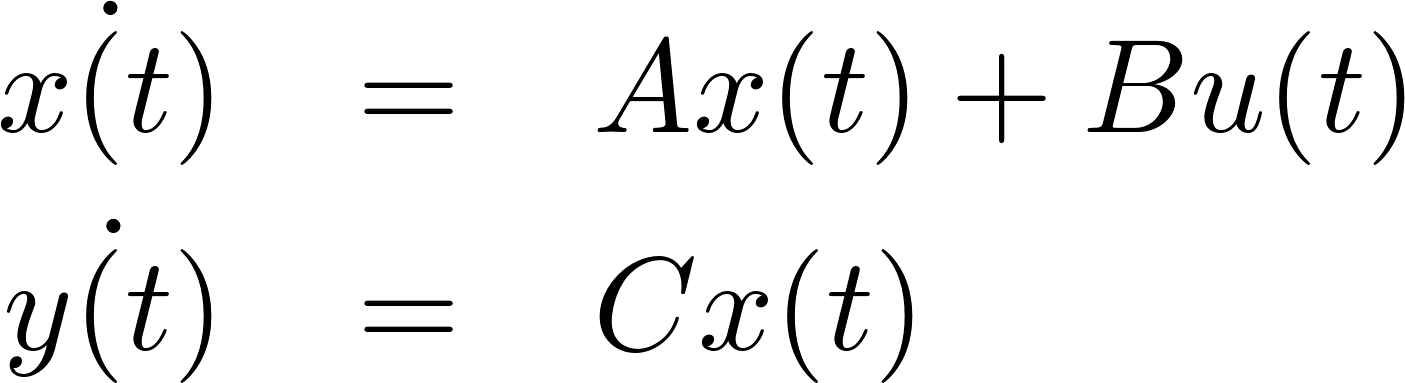 ẋ(t) = Ax(t) + Bu(t)
ẏ(t) = Cx(t)